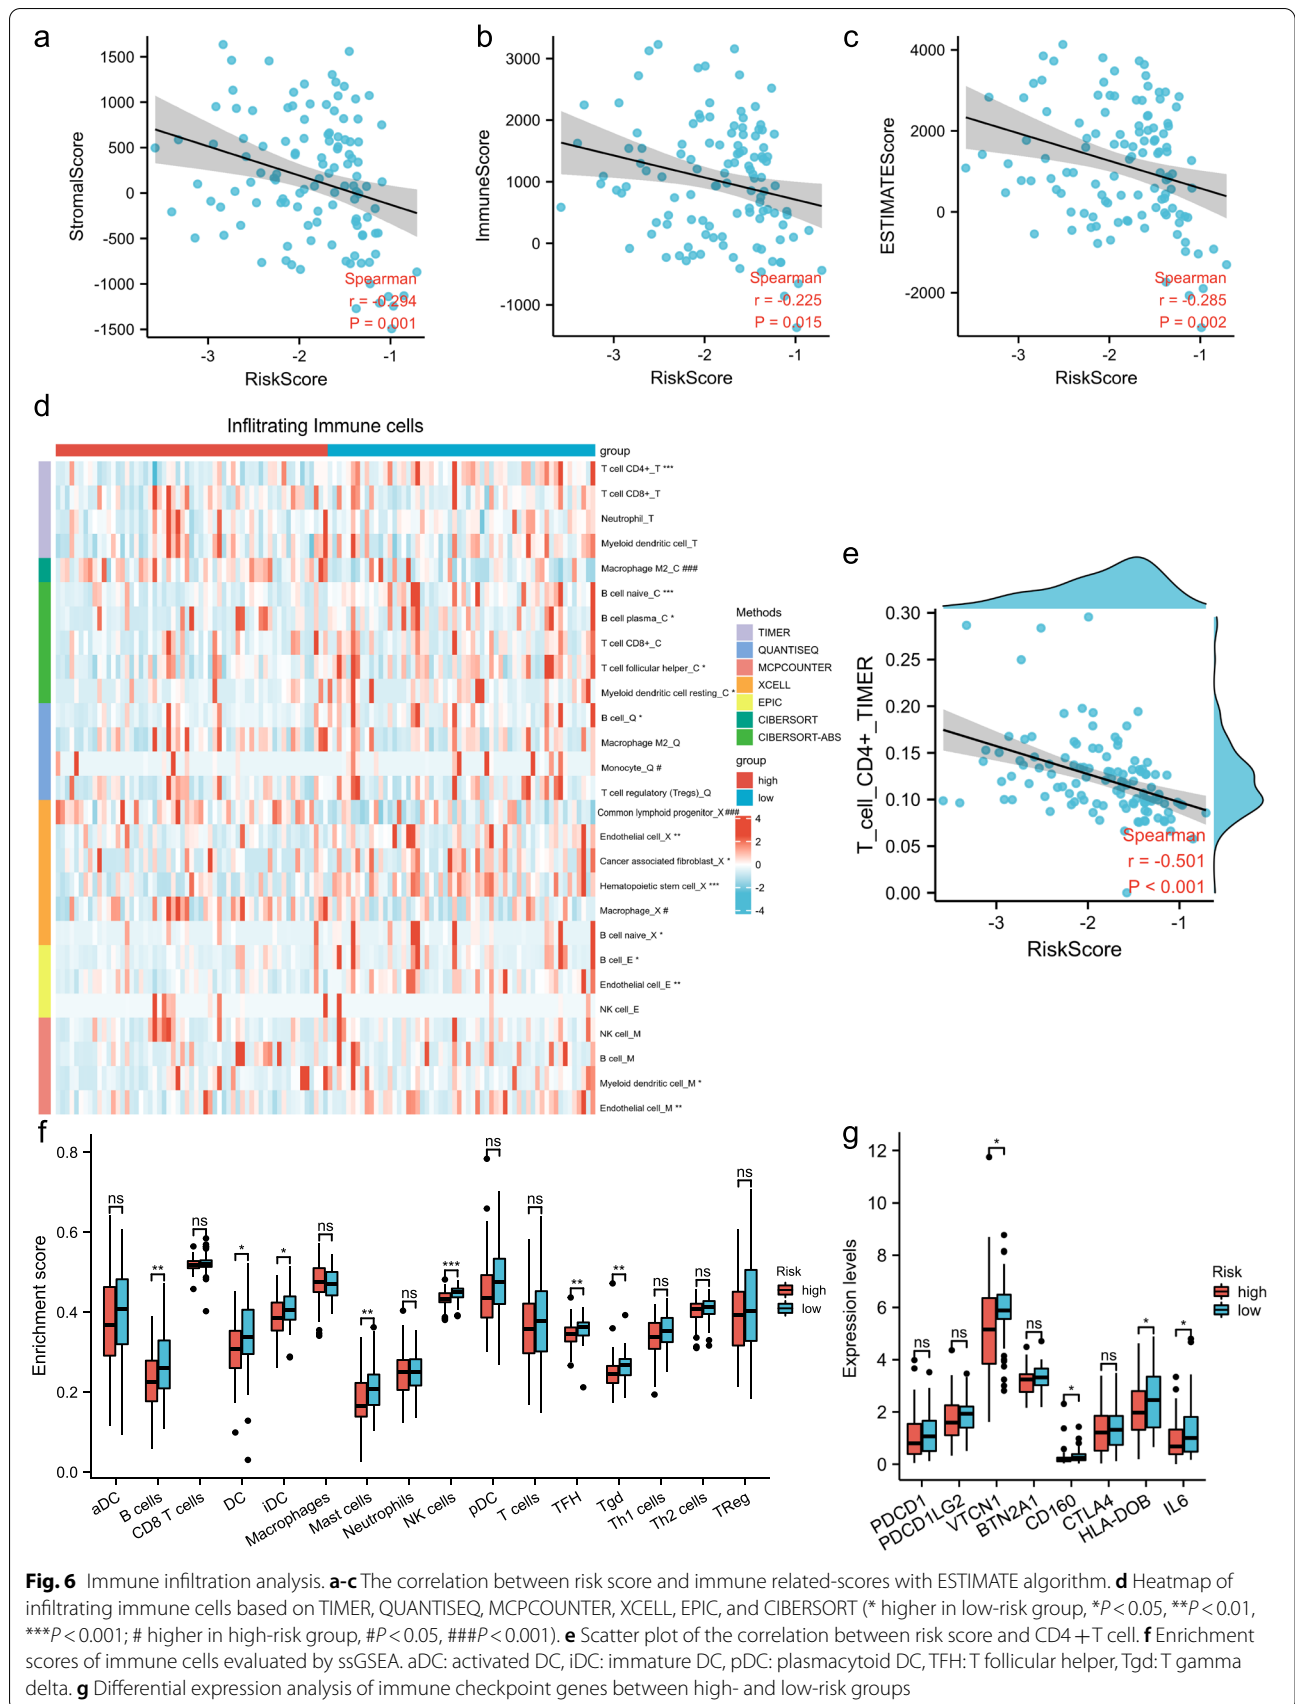 a
StromalScore
1500
1000
500
0
-500
-1000
-1500
-3
-2
-1
RiskScore
Spearman
r = -0.294
P = 0.001
b
ImmuneScore
3000
2000
1000
0
-1000
-3
-2
-1
RiskScore
Spearman
r = -0.225
P = 0.015
c
ESTIMATEScore
4000
2000
0
-2000
-3
-2
-1
RiskScore
Spearman
r = -0.285
P = 0.002
d
Inflitrating Immune cells
group
T cell CD4+_T ***
T cell CD8+_T
Neutrophil_T
Myeloid dendritic cell_T
Macrophage M2_C ###
B cell naive_C ***
B cell plasma_C *
T cell CD8+_C
T cell follicular helper_C *
Myeloid dendritic cell resting_C *
B cell_Q *
Macrophage M2_Q
Monocyte_Q #
T cell regulatory (Tregs)_Q
Common lymphoid progenitor_X ###
Endothelial cell_X **
Cancer associated fibroblast_X *
Hematopoietic stem cell_X ***
Macrophage_X #
B cell naive_X *
B cell_E *
Endothelial cell_E **
NK cell_E
NK cell_M
B cell_M
Myeloid dendritic cell_M *
Endothelial cell_M **
Methods
TIMER
QUANTISEQ
MCPCOUNTER
XCELL
EPIC
CIBERSORT
CIBERSORT-ABS
group
high
low
4
2
0
-2
-4
e
T_cell_CD4+_TIMER
0.30
0.25
0.20
0.15
0.10
0.05
0.00
-3
-2
-1
RiskScore
Spearman
r = -0.501
P < 0.001
f
Enrichment score
0.8
0.6
0.4
0.2
0.0
ns
**
ns
*
*
ns
**
ns
***
ns
ns
**
**
ns
ns
ns
aDC
B cells
CD8 T cells
DC
iDC
Macrophages
Mast cells
Neutrophils
NK cells
pDC
T cells
TFH
Tgd
Th1 cells
Th2 cells
TReg
Risk
high
low
g
Expression levels
12
10
8
6
4
2
0
ns
ns
*
ns
*
ns
*
*
PDCD1
PDCD1LG2
VTCN1
BTN2A1
CD160
CTLA4
HLA-DOB
IL6
Risk
high
low
Fig. 6 Immune infiltration analysis. a-c The correlation between risk score and immune related-scores with ESTIMATE algorithm. d Heatmap of
infiltrating immune cells based on TIMER, QUANTISEQ, MCPCOUNTER, XCELL, EPIC, and CIBERSORT (* higher in low-risk group, *P < 0.05, **P < 0.01,
***P < 0.001; # higher in high-risk group, #P < 0.05, ###P < 0.001). e Scatter plot of the correlation between risk score and CD4 + T cell. f Enrichment
scores of immune cells evaluated by ssGSEA. aDC: activated DC, iDC: immature DC, pDC: plasmacytoid DC, TFH: T follicular helper, Tgd: T gamma
delta. g Differential expression analysis of immune checkpoint genes between high- and low-risk groups